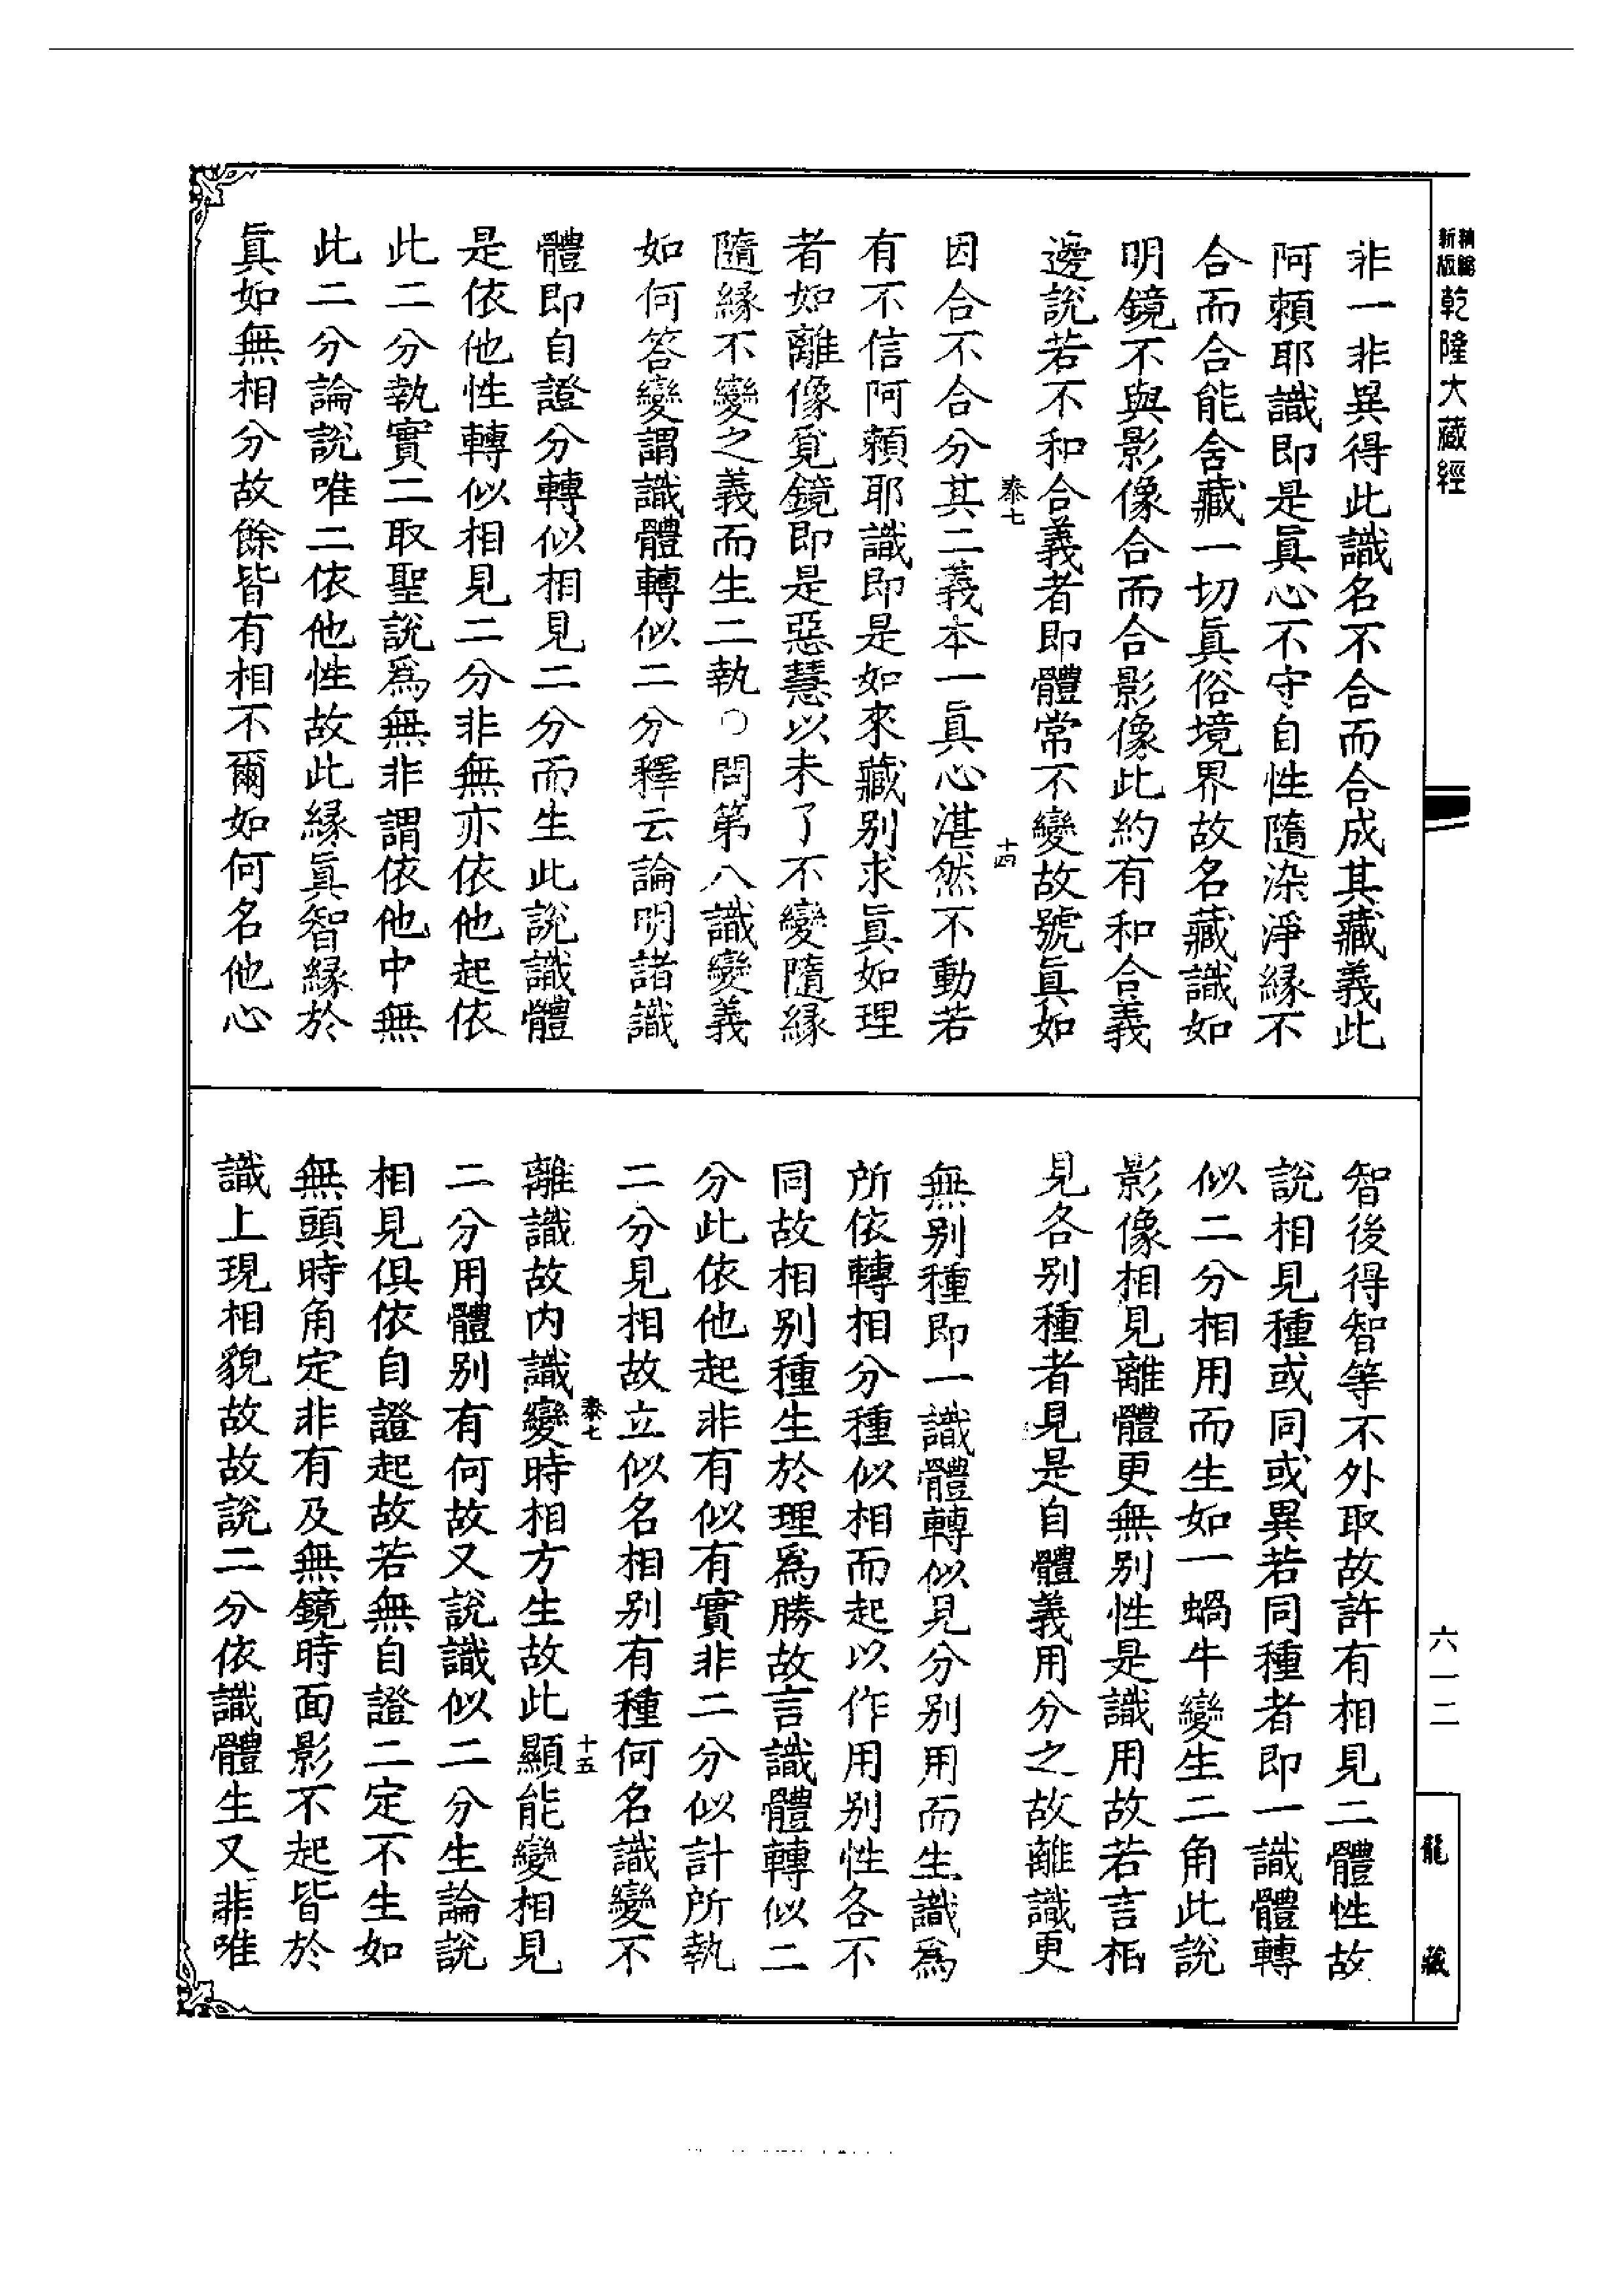 精縮
新版
乾隆大藏經
非一非異得此識名不合而合成其藏義此
阿賴耶識即是眞心不守自性隨染淨緣不
合而合能含藏一切眞俗境界故名藏識如
明鏡不與影像合而合影像此約有和合義
邊說若不和合義者即體常不變故號眞如
泰七
十四
因合不合分其二義本一眞心湛然不動若
有不信阿賴耶識即是如來藏别求眞如理
者如離像覓鏡即是惡慧以未了不變隨緣
隨緣不變之義而生二執○問第八識變義
如何答變謂識體轉似二分釋云論明諸識
體即自證分轉似相見二分而生此說識體
是依他性轉似相見二分非無亦依他起依
此二分執實二取聖說爲無非謂依他中無
此二分論說唯二依他性故此緣眞智緣於
眞如無相分故餘皆有相不爾如何名他心
智後得智等不外取故許有相見二體性故
說相見種或同或異若同種者即一識體轉
似二分相用而生如一蝸牛變生二角此說
影像相見離體更無别性是識用故若言相
見各别種者見是自體義用分之故離識更
無别種即一識體轉似見分别用而生識爲
所依轉相分種似相而起以作用别性各不
同故相别種生於理爲勝故言識體轉似二
分此依他起非有似有實非二分似計所執
二分見相故立似名相别有種何名識變不
泰七
十五
離識故内識變時相方生故此顯能變相見
二分用體别有何故又說識似二分生論說
相見俱依自證起故若無自證二定不生如
無頭時角定非有及無鏡時面影不起皆於
識上現相貌故故說二分依識體生又非唯
六一二
龍藏